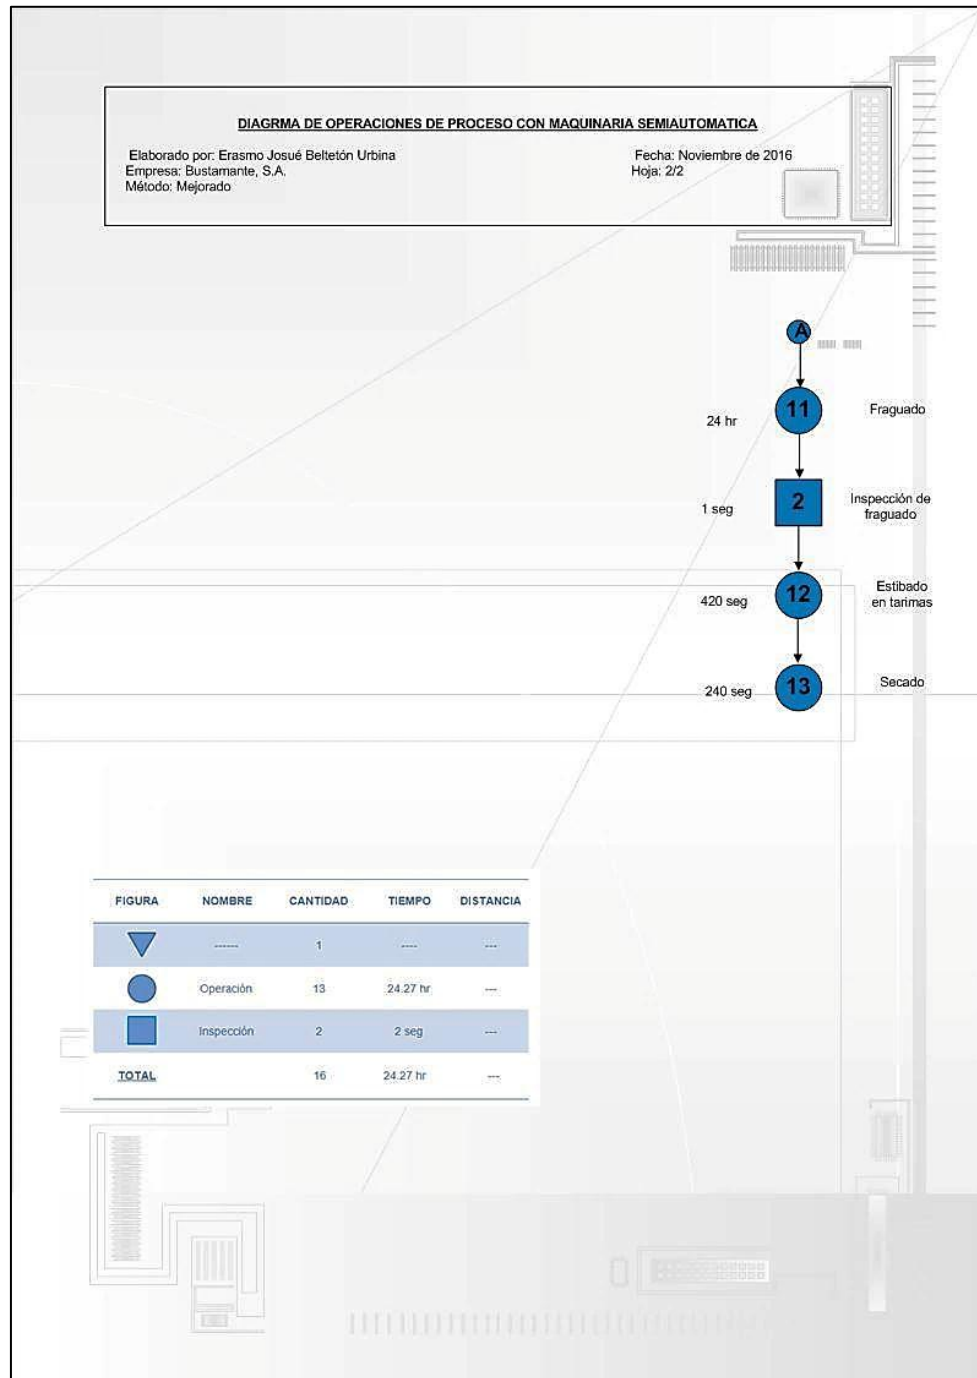 DIAGRMA DE OPERACIONES DE PROCESO CON MAQUINARIA SEMIAUTOMATICA
Elaborado por: Erasmo Josué Beltetón Urbina
Fecha: Noviembre de 2016
Empresa: Bustamante, S.A.
Hoja: 2/2
Método: Mejorado
A
24 hr
11
Fraguado
1 seg
2
Inspección de
fraguado
420 seg
12
Estibado
en tarimas
240 seg
13
Secado
FIGURA NOMBRE CANTIDAD TIEMPO DISTANCIA
------ 1 ---- ---
Operación 13 24.27 hr ---
Inspección 2 2 seg ---
TOTAL 16 24.27 hr ---